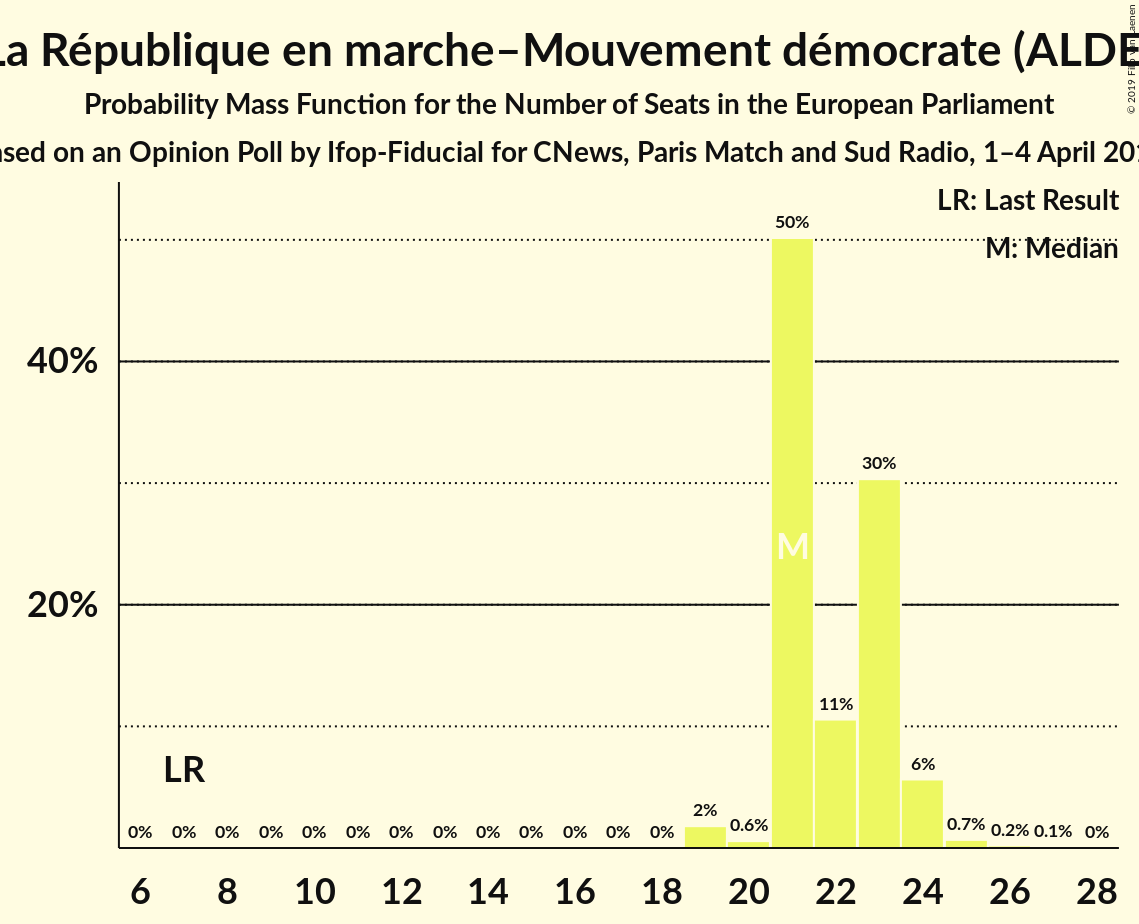 La République en marche–Mouvement démocrate (ALDE
Probability Mass Function for the Number of Seats in the European Parliament
on an Opinion Poll by Ifop-Fiducial for CNews, Paris Match and Sud Radio, 1–4 April
© 2019
LR: Last Result
M: Median
50%
40%
30%
M
20%
11%
LR
6%
0% 0% 0% 0% 0% 0% 0% 0% 0% 0% 0% 0% 0% 2% 0.6% 0.7% 0.2% 0.1% 0%
6 8 10 12 14 16 18 20 22 24 26 28